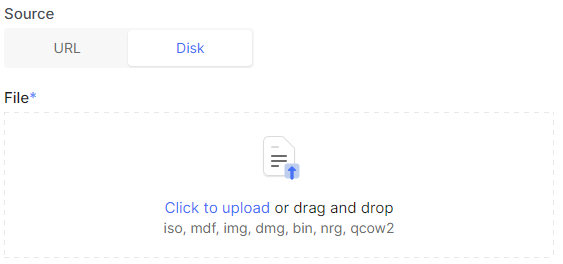 Source
URL Disk
File*
Click to upload or drag and drop
iso, mdf, img, dmg, bin, nrg, qcow2